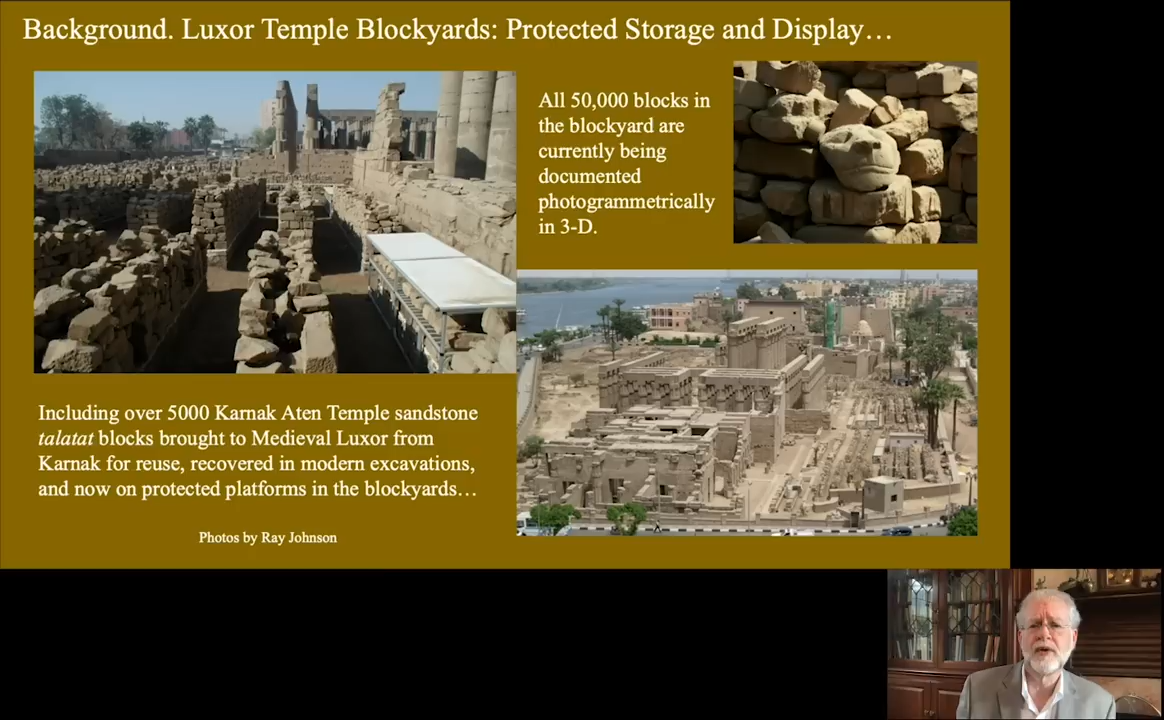 Background. Luxor Temple Blockyards: Protected Storage and Display…
All 50,000 blocks in
the blockyard are
currently being
documented
photogrammetrically
in 3-D.
Including over 5000 Karnak Aten Temple sandstone
talatat blocks brought to Medieval Luxor from
Karnak for reuse, recovered in modern excavations,
and now on protected platforms in the blockyards…
Photos by Ray Johnson